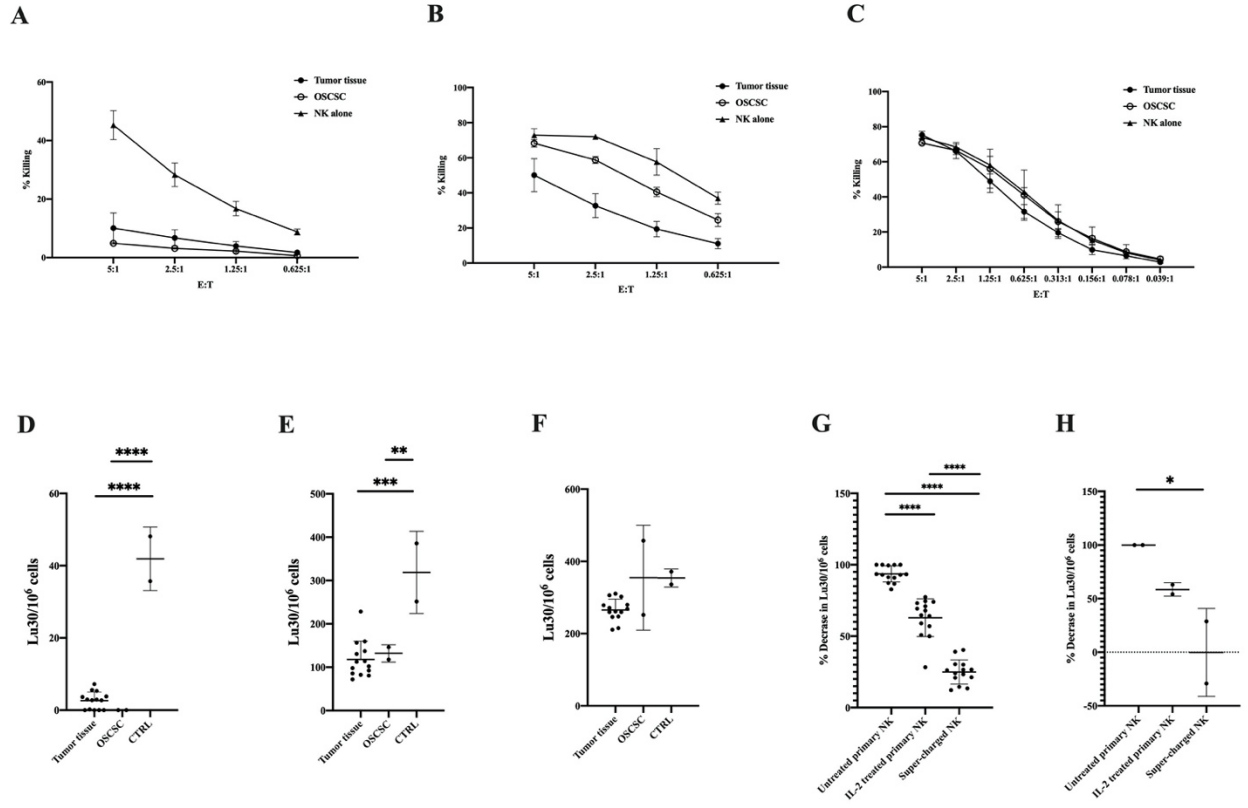 A
B
C
60
40
20
0
% Killing
5:1
2.5:1
1.25:1
0.625:1
E:T
Tumor tissue
OSCSC
NK alone
100
80
60
40
20
0
% Killing
5:1
2.5:1
1.25:1
0.625:1
E:T
Tumor tissue
OSCSC
NK alone
100
80
60
40
20
0
% Killing
5:1
2.5:1
1.25:1
0.625:1
0.313:1
0.156:1
0.078:1
0.039:1
E:T
Tumor tissue
OSCSC
NK alone
D
E
F
G
H
****
****
60
40
20
0
Lu30/10⁶ cells
Tumor tissue
OSCSC
CTRL
**
***
500
400
300
200
100
0
Lu30/10⁶ cells
Tumor tissue
OSCSC
CTRL
600
400
200
0
Lu30/10⁶ cells
Tumor tissue
OSCSC
CTRL
****
****
****
150
100
50
0
% Decrase in Lu30/10⁶ cells
Untreated primary NK
IL-2 treated primary NK
Super-charged NK
*
150
100
50
0
-50
% Decrase in Lu30/10⁶ cells
Untreated primary NK
IL-2 treated primary NK
Super-charged NK